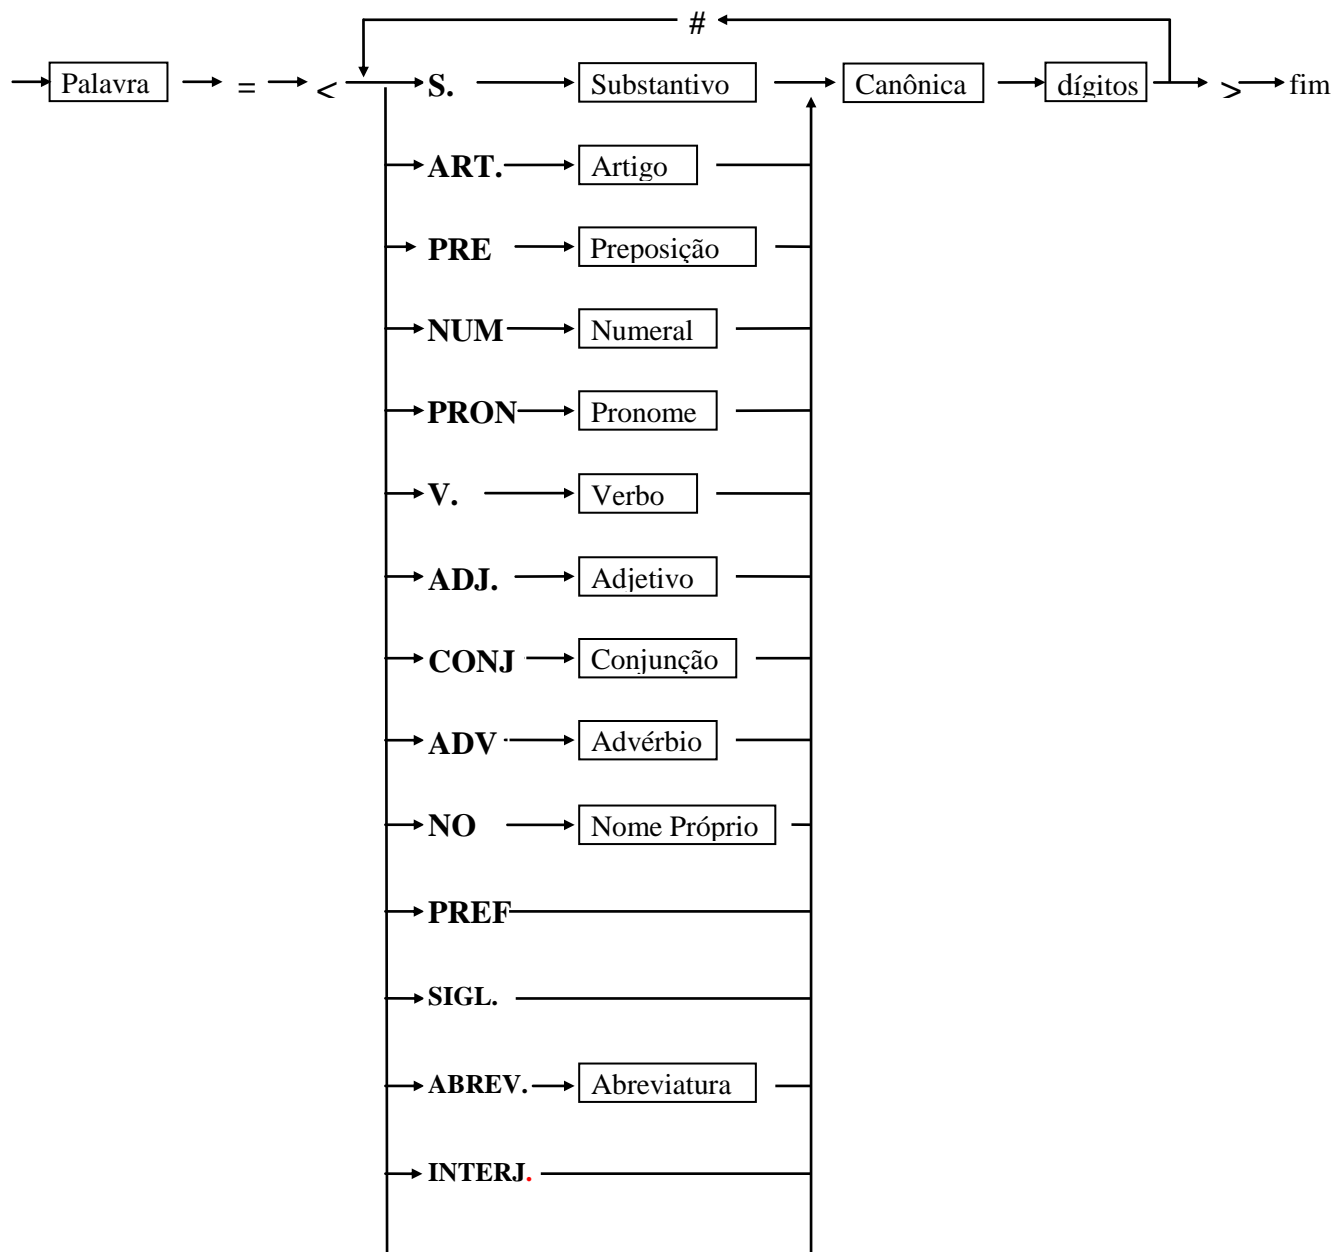 #
Palavra = < S. Substantivo Canônica dígitos > fim
ART. Artigo
PRE Preposição
NUM Numeral
PRON Pronome
V. Verbo
ADJ. Adjetivo
CONJ Conjunção
ADV Advérbio
NO Nome Próprio
PREF
SIGL.
ABREV. Abreviatura
INTERJ.